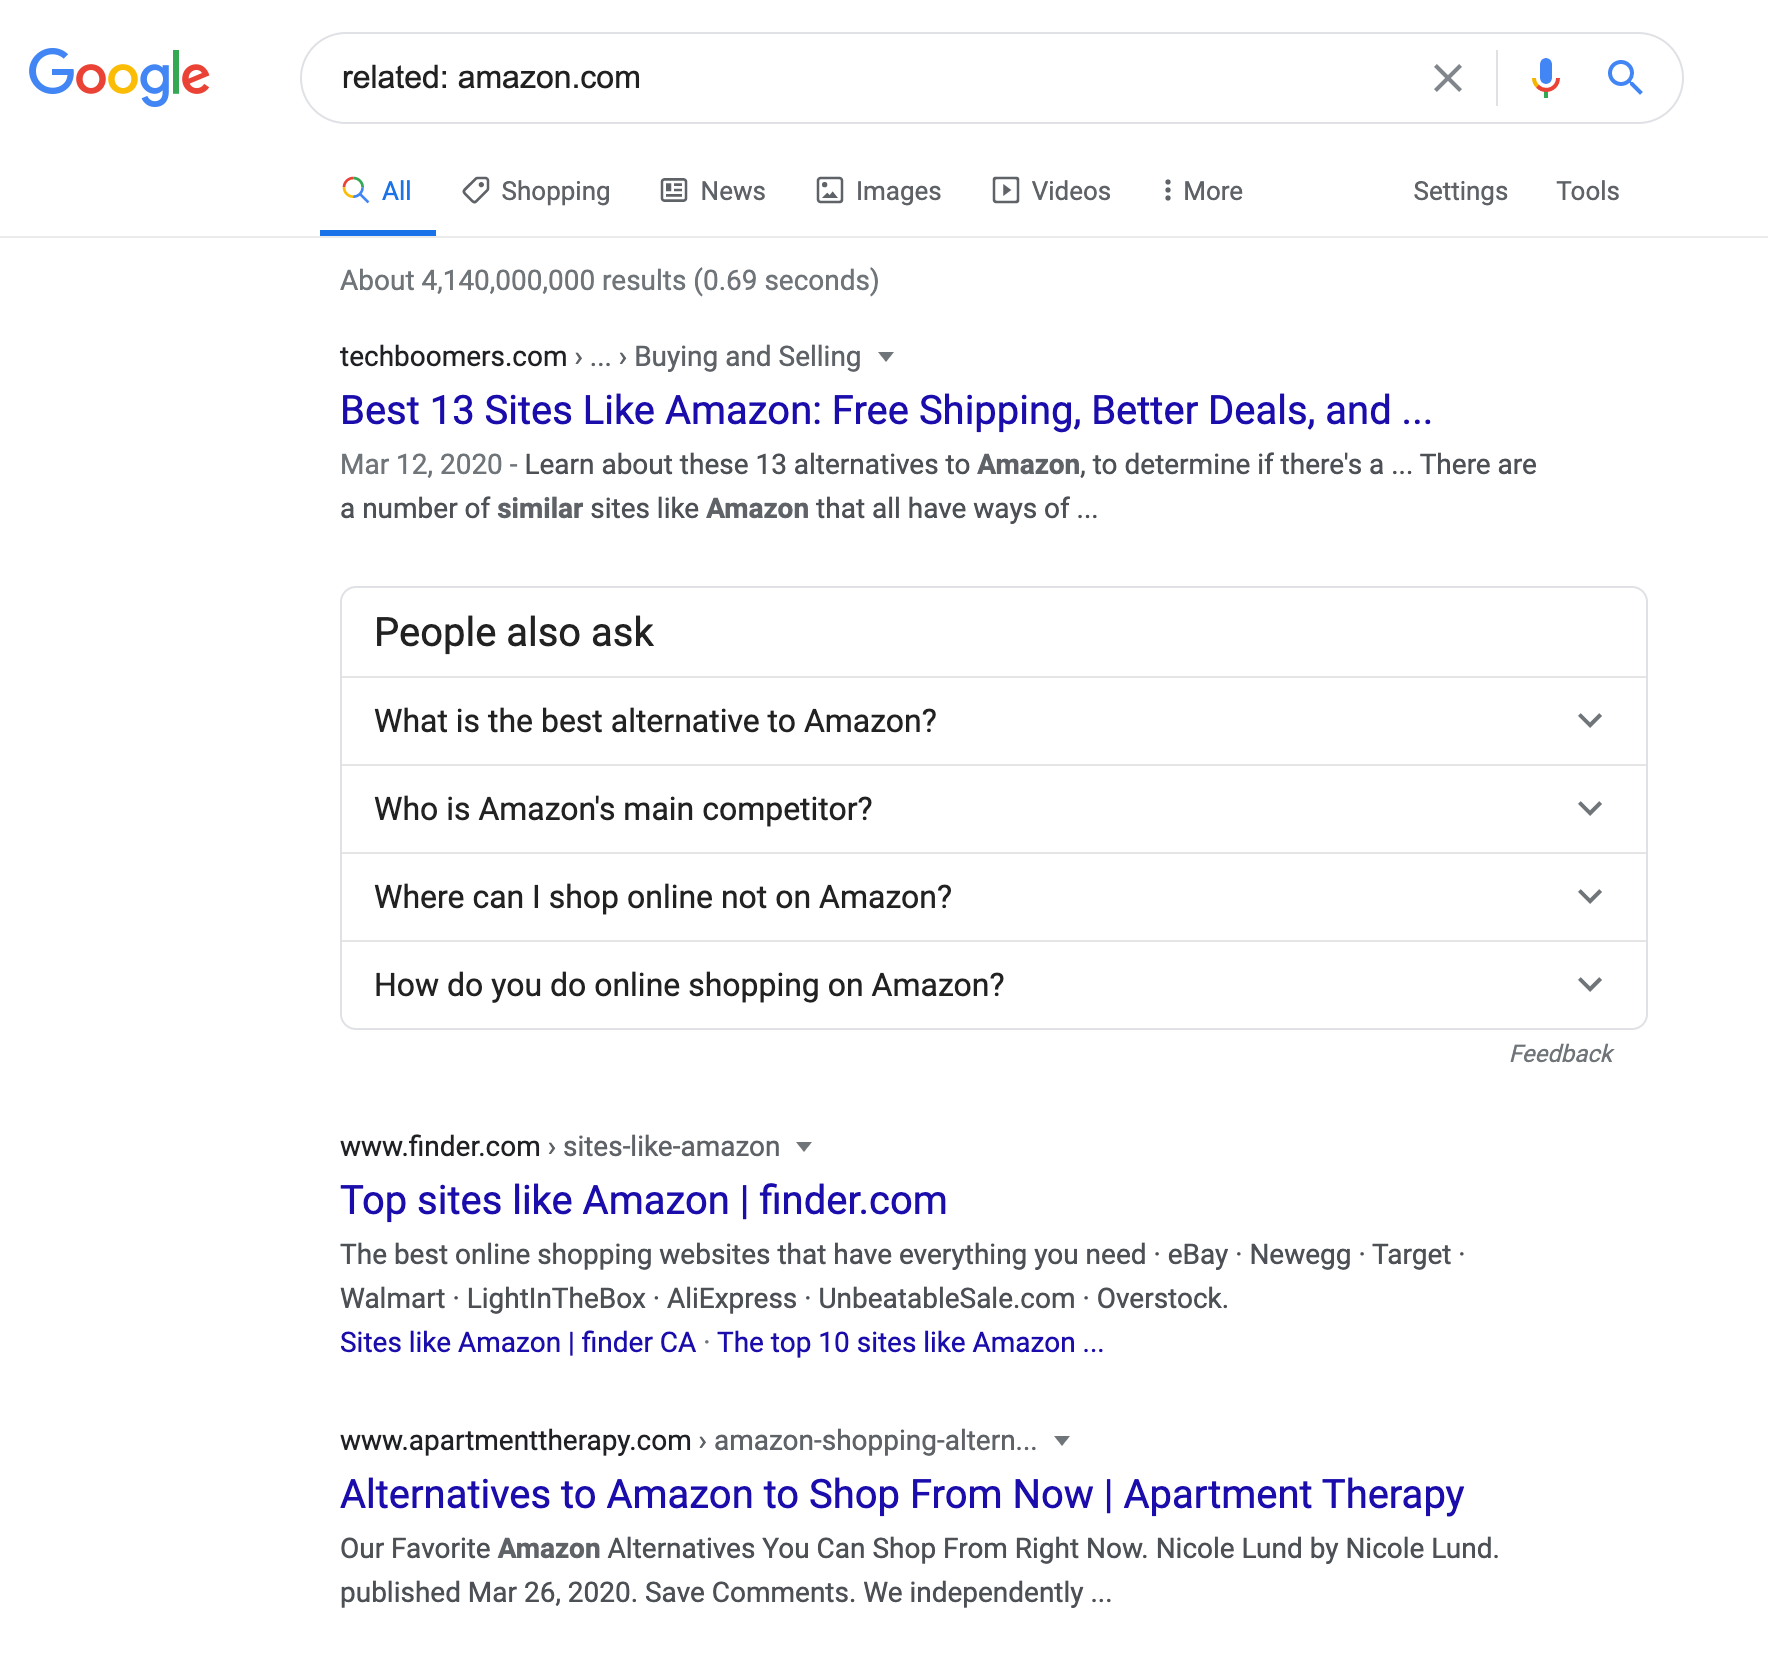 Google
related: amazon.com
All Shopping News Images Videos More Settings Tools
About 4,140,000,000 results (0.69 seconds)
techboomers.com › ... › Buying and Selling
Best 13 Sites Like Amazon: Free Shipping, Better Deals, and ...
Mar 12, 2020 - Learn about these 13 alternatives to Amazon, to determine if there's a ... There are
a number of similar sites like Amazon that all have ways of ...
People also ask
What is the best alternative to Amazon?
Who is Amazon's main competitor?
Where can I shop online not on Amazon?
How do you do online shopping on Amazon?
Feedback
www.finder.com › sites-like-amazon
Top sites like Amazon | finder.com
The best online shopping websites that have everything you need · eBay · Newegg · Target ·
Walmart · LightInTheBox · AliExpress · UnbeatableSale.com · Overstock.
Sites like Amazon | finder CA · The top 10 sites like Amazon ...
www.apartmenttherapy.com › amazon-shopping-altern...
Alternatives to Amazon to Shop From Now | Apartment Therapy
Our Favorite Amazon Alternatives You Can Shop From Right Now. Nicole Lund by Nicole Lund.
published Mar 26, 2020. Save Comments. We independently ...